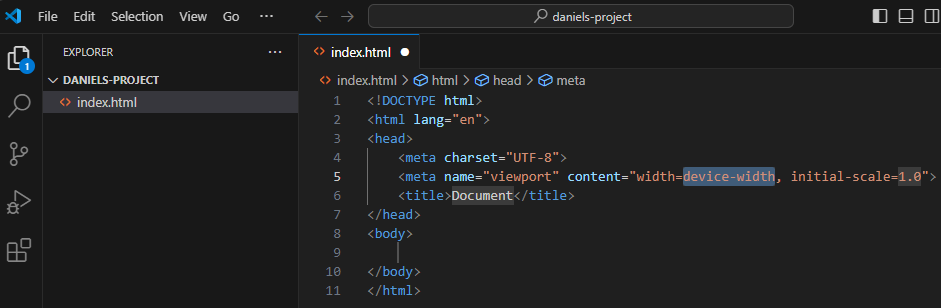 File Edit Selection View Go ···
daniels-project
EXPLORER ···
1
DANIELS-PROJECT
index.html
index.html
index.html > html > head > meta
1 <!DOCTYPE html>
2 <html lang="en">
3 <head>
4     <meta charset="UTF-8">
5     <meta name="viewport" content="width=device-width, initial-scale=1.0">
6     <title>Document</title>
7 </head>
8 <body>
9
10 </body>
11 </html>